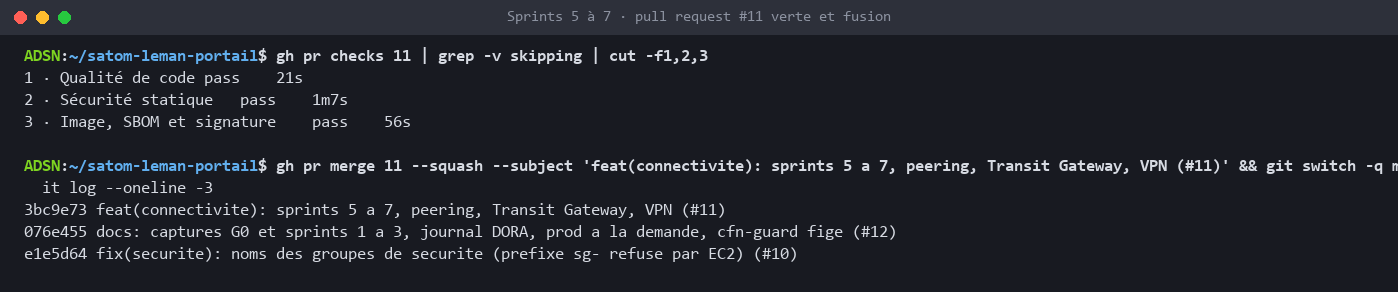 Sprints 5 à 7 · pull request #11 verte et fusion
ADSN:~/satom-leman-portail$ gh pr checks 11 | grep -v skipping | cut -f1,2,3
1 · Qualité de code pass    21s
2 · Sécurité statique   pass    1m7s
3 · Image, SBOM et signature    pass    56s
ADSN:~/satom-leman-portail$ gh pr merge 11 --squash --subject 'feat(connectivite): sprints 5 a 7, peering, Transit Gateway, VPN (#11)' && git switch -q m
it log --oneline -3
3bc9e73 feat(connectivite): sprints 5 a 7, peering, Transit Gateway, VPN (#11)
076e455 docs: captures G0 et sprints 1 a 3, journal DORA, prod a la demande, cfn-guard fige (#12)
e1e5d64 fix(securite): noms des groupes de securite (prefixe sg- refuse par EC2) (#10)